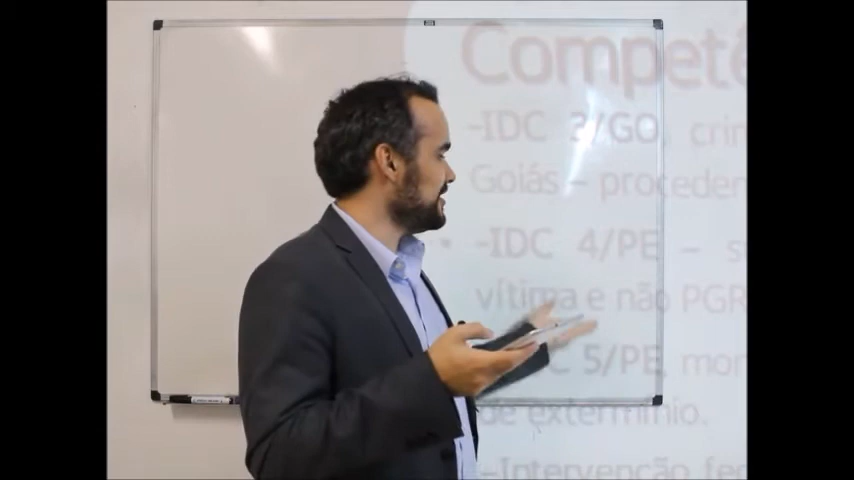 Competê
-IDC 3/GO, crin
Goiás – proceden
-IDC 4/PE – s
vítima e não PGR
C 5/PE, mor
de extermínio.
-Intervenção fe